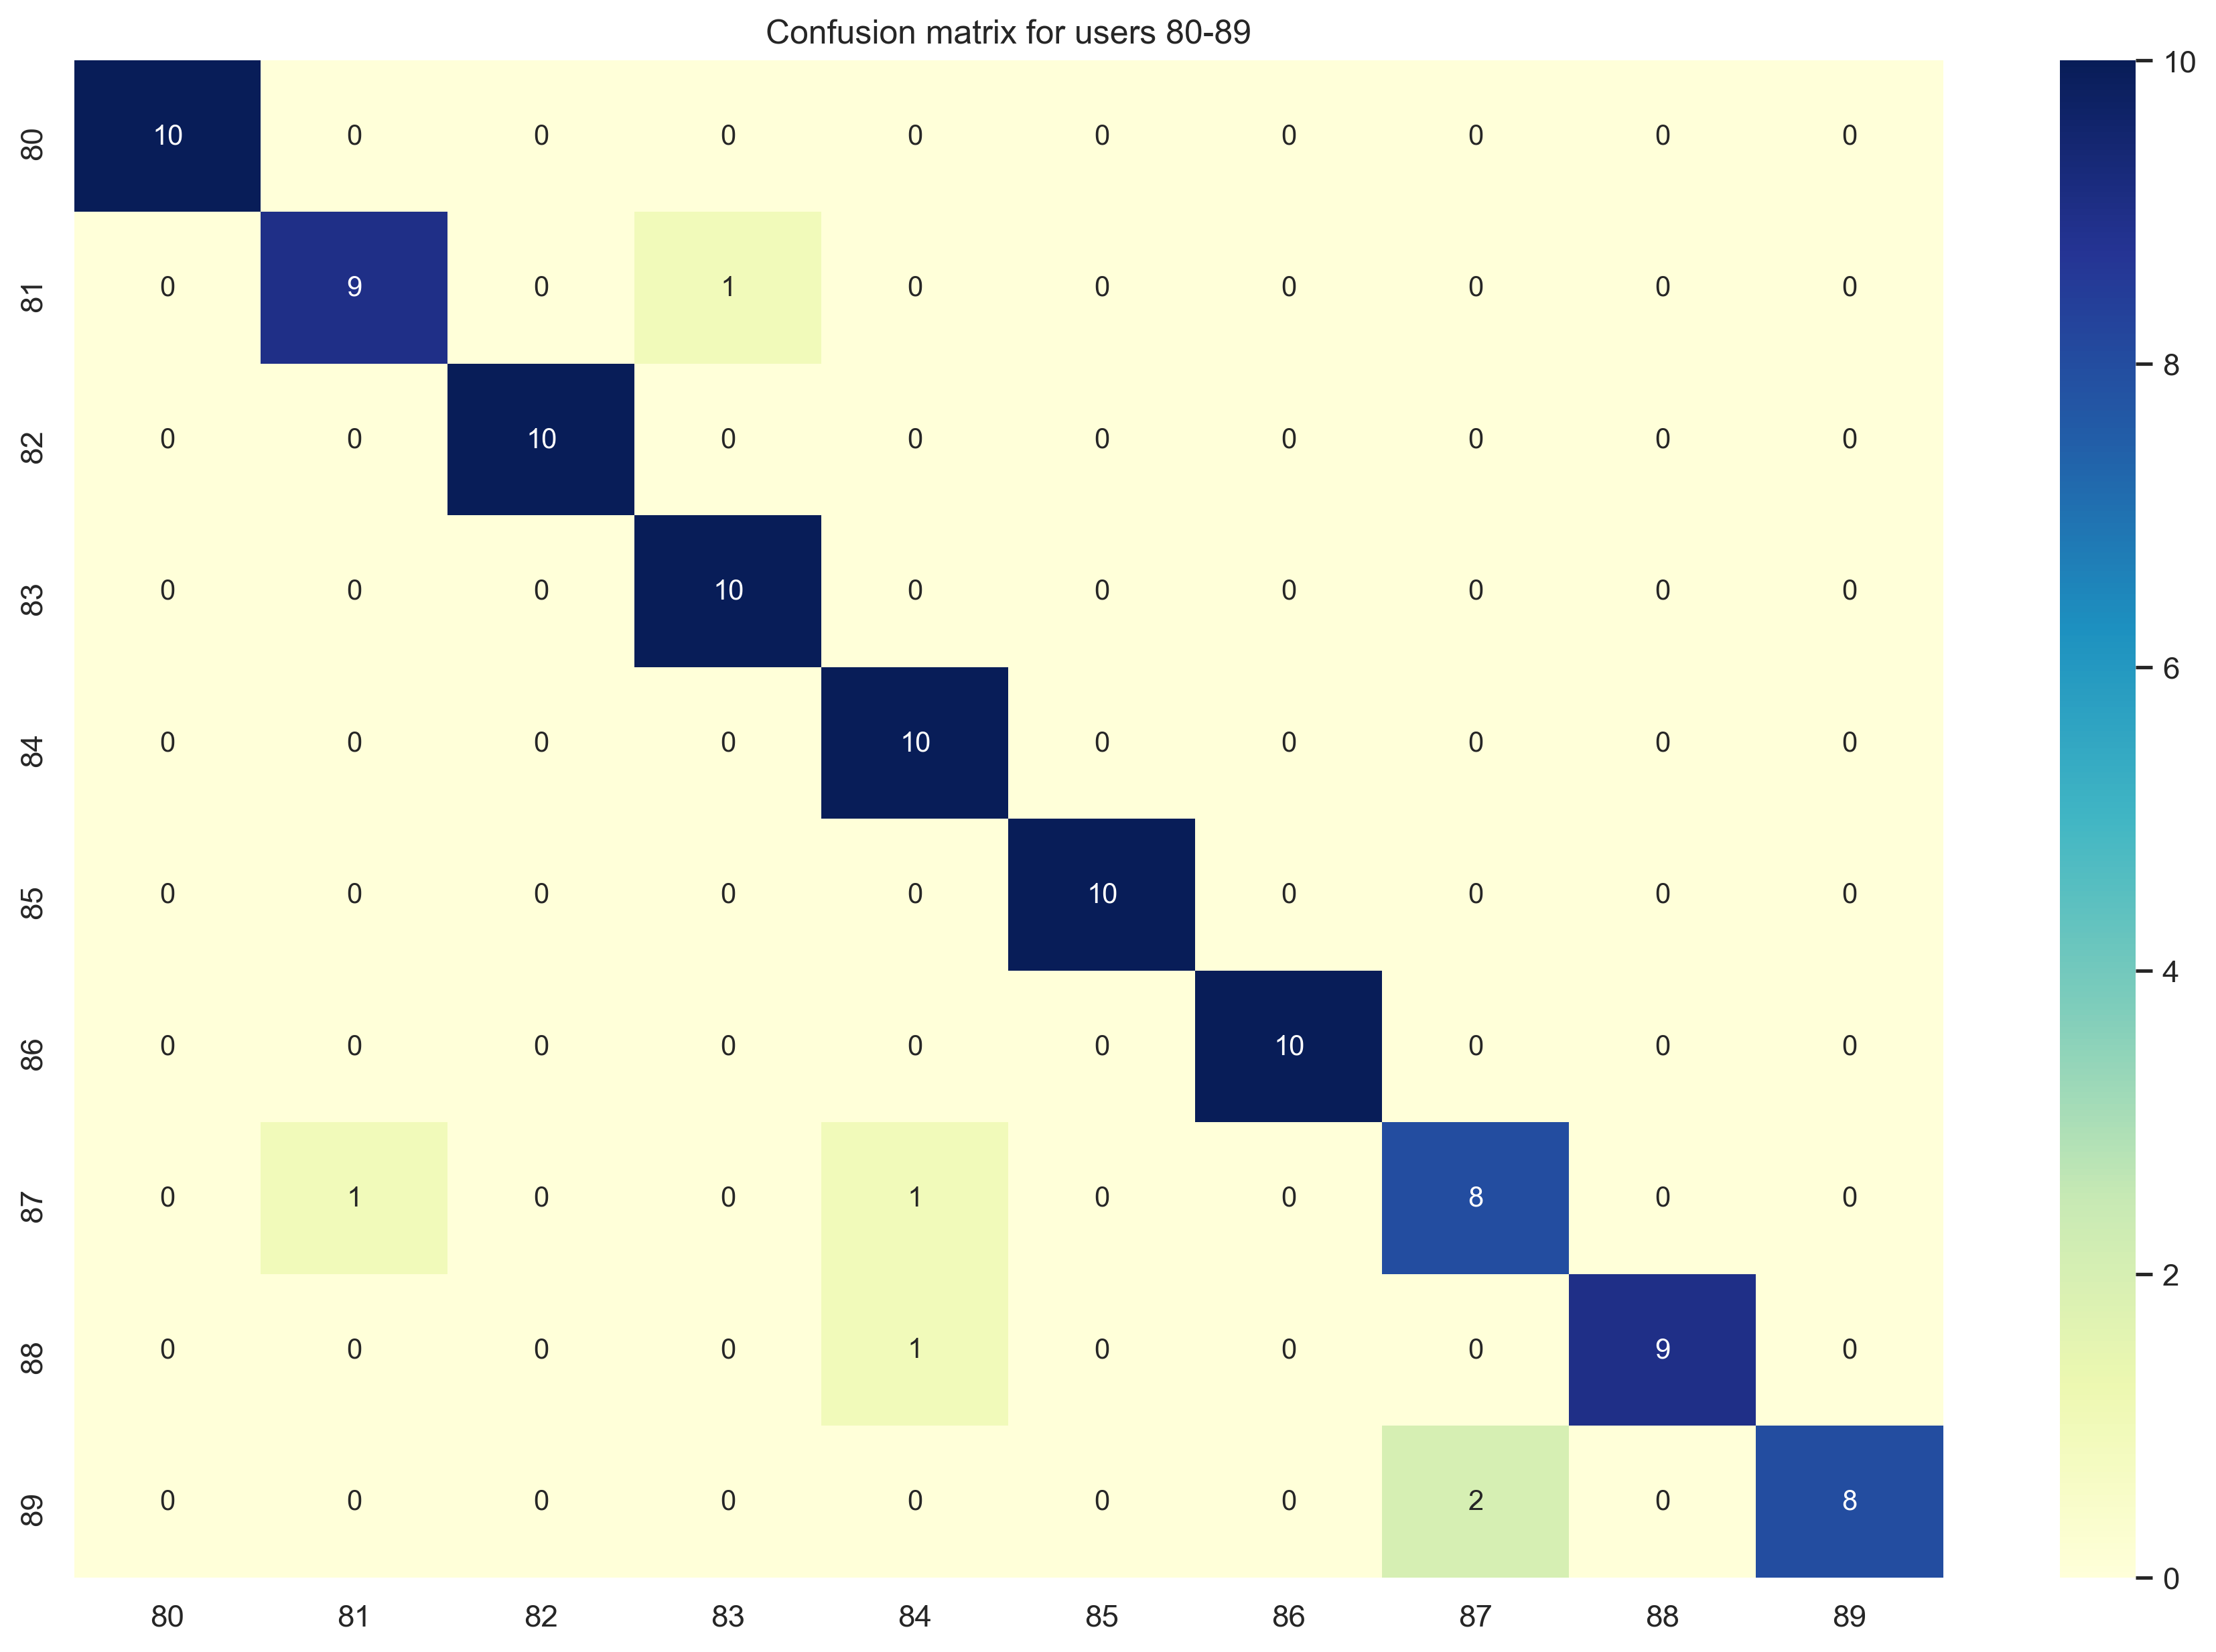 Confusion matrix for users 80-89
80 10 0 0 0 0 0 0 0 0 0
81 0 9 0 1 0 0 0 0 0 0
82 0 0 10 0 0 0 0 0 0 0
83 0 0 0 10 0 0 0 0 0 0
84 0 0 0 0 10 0 0 0 0 0
85 0 0 0 0 0 10 0 0 0 0
86 0 0 0 0 0 0 10 0 0 0
87 0 1 0 0 1 0 0 8 0 0
88 0 0 0 0 1 0 0 0 9 0
89 0 0 0 0 0 0 0 2 0 8
80 81 82 83 84 85 86 87 88 89
10
8
6
4
2
0